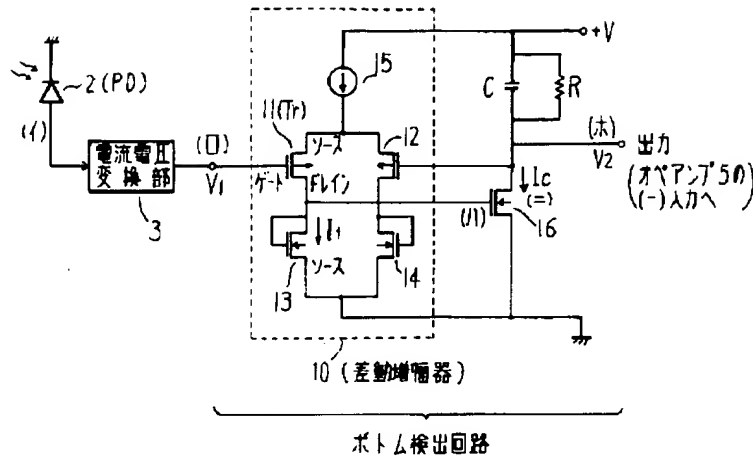 +V
15
2(PD)
11(Tr)
12
C
R
(イ)
ソース
(ロ)
(ホ)
出力
電流電圧
変換部
V1
ゲート
ドレイン
V2
(オペアンプ5の
(-)入力へ)
3
Ic
(ハ)
(ニ)
I1
16
13
ソース
14
10(差動増幅器)
ボトム検出回路